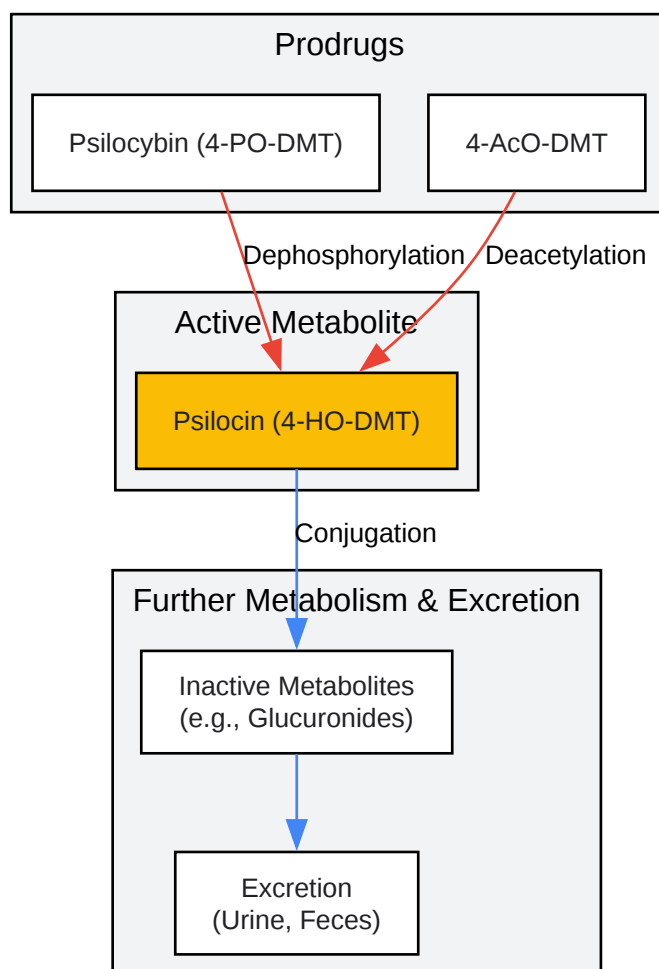 Prodrugs
Psilocybin (4-PO-DMT)
4-AcO-DMT
Dephosphorylation
Deacetylation
Active Metabolite
Psilocin (4-HO-DMT)
Conjugation
Further Metabolism & Excretion
Inactive Metabolites
(e.g., Glucuronides)
Excretion
(Urine, Feces)